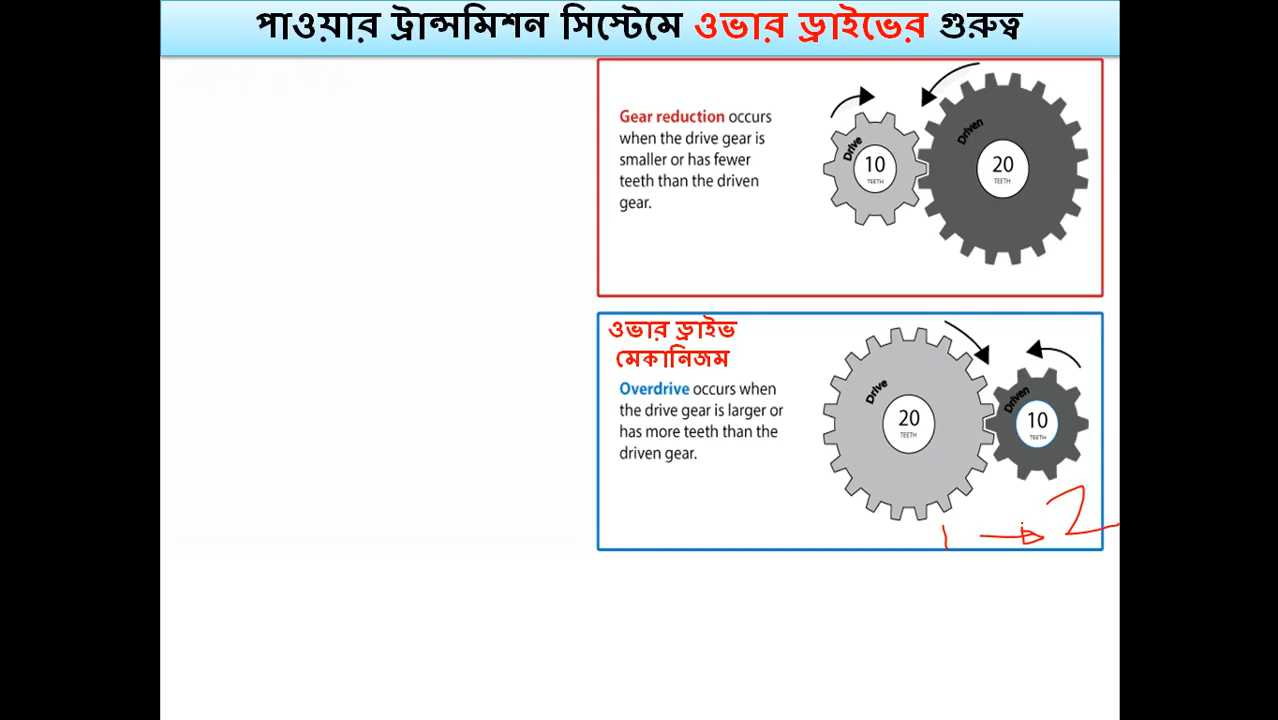 পাওয়ার ট্রান্সমিশন সিস্টেমে ওভার ড্রাইভের গুরুত্ব
Gear reduction occurs
when the drive gear is
smaller or has fewer
teeth than the driven
gear.
Drive
10
TEETH
Driven
20
TEETH
ওভার ড্রাইভ
মেকানিজম
Overdrive occurs when
the drive gear is larger or
has more teeth than the
driven gear.
Drive
20
TEETH
Driven
10
TEETH
1 → 2